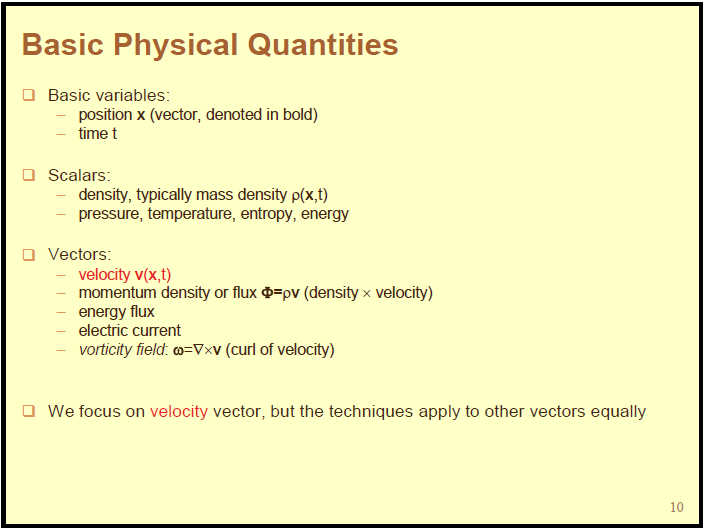 Basic Physical Quantities
❑ Basic variables:
– position x (vector, denoted in bold)
– time t
❑ Scalars:
– density, typically mass density ρ(x,t)
– pressure, temperature, entropy, energy
❑ Vectors:
– velocity v(x,t)
– momentum density or flux Φ=ρv (density × velocity)
– energy flux
– electric current
– vorticity field: ω=∇×v (curl of velocity)
❑ We focus on velocity vector, but the techniques apply to other vectors equally
10